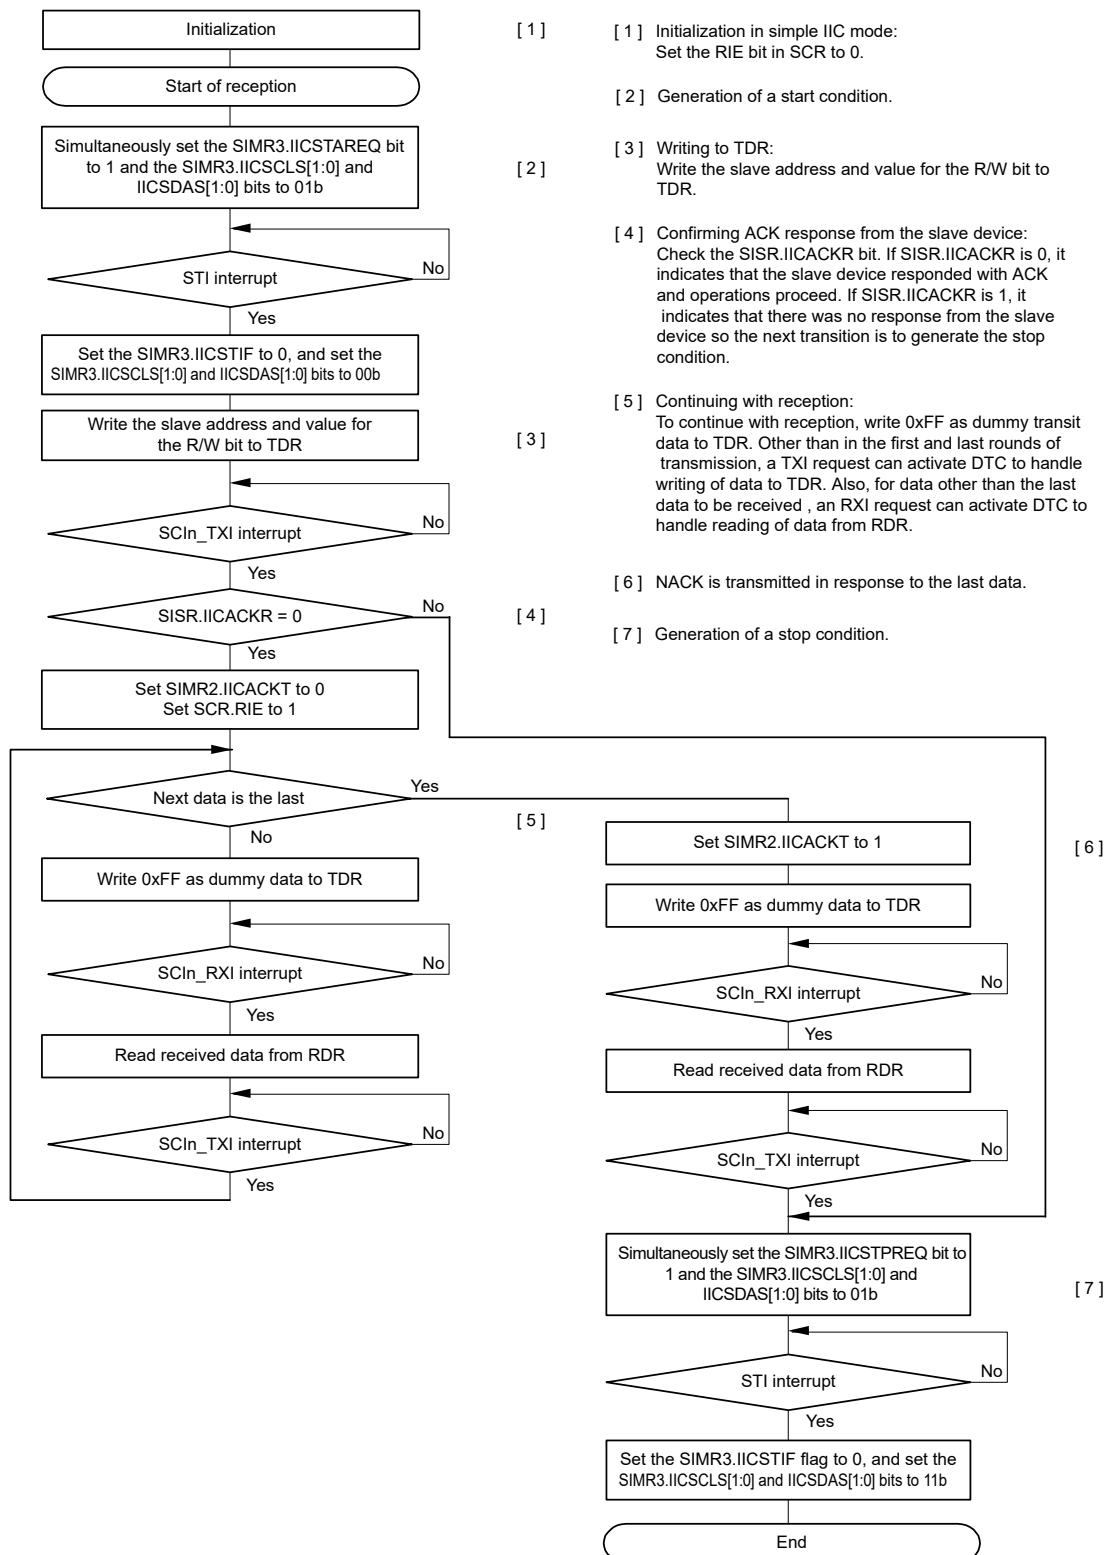 Initialization
[ 1 ]
Start of reception
Simultaneously set the SIMR3.IICSTAREQ bit
to 1 and the SIMR3.IICSCLS[1:0] and
IICSDAS[1:0] bits to 01b
[ 2 ]
STI interrupt
No
Yes
Set the SIMR3.IICSTIF to 0, and set the
SIMR3.IICSCLS[1:0] and IICSDAS[1:0] bits to 00b
Write the slave address and value for
the R/W bit to TDR
[ 3 ]
SCIn_TXI interrupt
No
Yes
SISR.IICACKR = 0
No
[ 4 ]
Yes
Set SIMR2.IICACKT to 0
Set SCR.RIE to 1
Next data is the last
Yes
[ 5 ]
No
Write 0xFF as dummy data to TDR
SCIn_RXI interrupt
No
Yes
Read received data from RDR
SCIn_TXI interrupt
No
Yes
[ 1 ] Initialization in simple IIC mode:
Set the RIE bit in SCR to 0.
[ 2 ] Generation of a start condition.
[ 3 ] Writing to TDR:
Write the slave address and value for the R/W bit to
TDR.
[ 4 ] Confirming ACK response from the slave device:
Check the SISR.IICACKR bit. If SISR.IICACKR is 0, it
indicates that the slave device responded with ACK
and operations proceed. If SISR.IICACKR is 1, it
indicates that there was no response from the slave
device so the next transition is to generate the stop
condition.
[ 5 ] Continuing with reception:
To continue with reception, write 0xFF as dummy transit
data to TDR. Other than in the first and last rounds of
transmission, a TXI request can activate DTC to handle
writing of data to TDR. Also, for data other than the last
data to be received , an RXI request can activate DTC to
handle reading of data from RDR.
[ 6 ] NACK is transmitted in response to the last data.
[ 7 ] Generation of a stop condition.
Set SIMR2.IICACKT to 1
[ 6 ]
Write 0xFF as dummy data to TDR
SCIn_RXI interrupt
No
Yes
Read received data from RDR
SCIn_TXI interrupt
No
Yes
Simultaneously set the SIMR3.IICSTPREQ bit to
1 and the SIMR3.IICSCLS[1:0] and
IICSDAS[1:0] bits to 01b
[ 7 ]
STI interrupt
No
Yes
Set the SIMR3.IICSTIF flag to 0, and set the
SIMR3.IICSCLS[1:0] and IICSDAS[1:0] bits to 11b
End